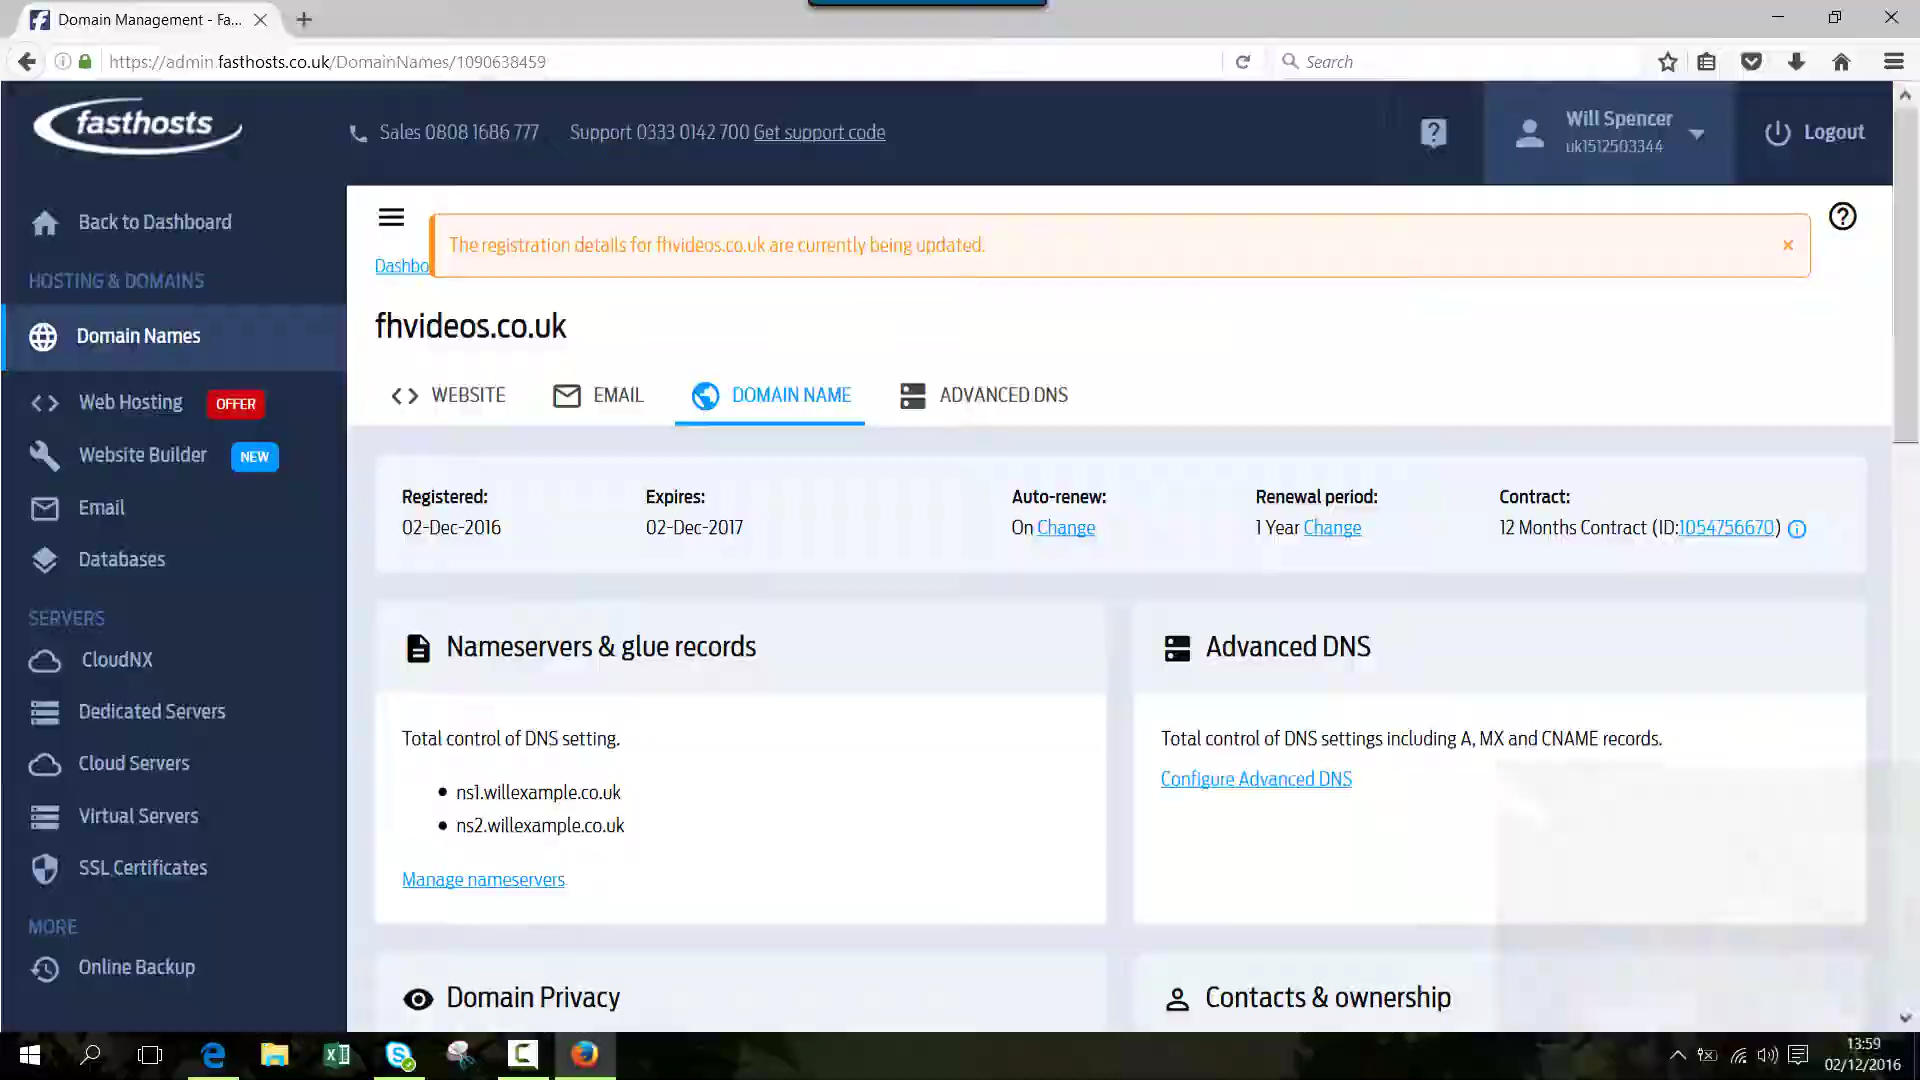 Domain Management - Fa...
https://admin.fasthosts.co.uk/DomainNames/1090638459
Search
fasthosts
Sales 0808 1686 777
Support 0333 0142 700 Get support code
Will Spencer
uk1512503344
Logout
Back to Dashboard
HOSTING & DOMAINS
Domain Names
Web Hosting OFFER
Website Builder NEW
Email
Databases
SERVERS
CloudNX
Dedicated Servers
Cloud Servers
Virtual Servers
SSL Certificates
MORE
Online Backup
The registration details for fhvideos.co.uk are currently being updated.
Dashbo
fhvideos.co.uk
WEBSITE
EMAIL
DOMAIN NAME
ADVANCED DNS
Registered:
02-Dec-2016
Expires:
02-Dec-2017
Auto-renew:
On Change
Renewal period:
1 Year Change
Contract:
12 Months Contract (ID:1054756670)
Nameservers & glue records
Total control of DNS setting.
ns1.willexample.co.uk
ns2.willexample.co.uk
Manage nameservers
Advanced DNS
Total control of DNS settings including A, MX and CNAME records.
Configure Advanced DNS
Domain Privacy
Contacts & ownership
13:59
02/12/2016